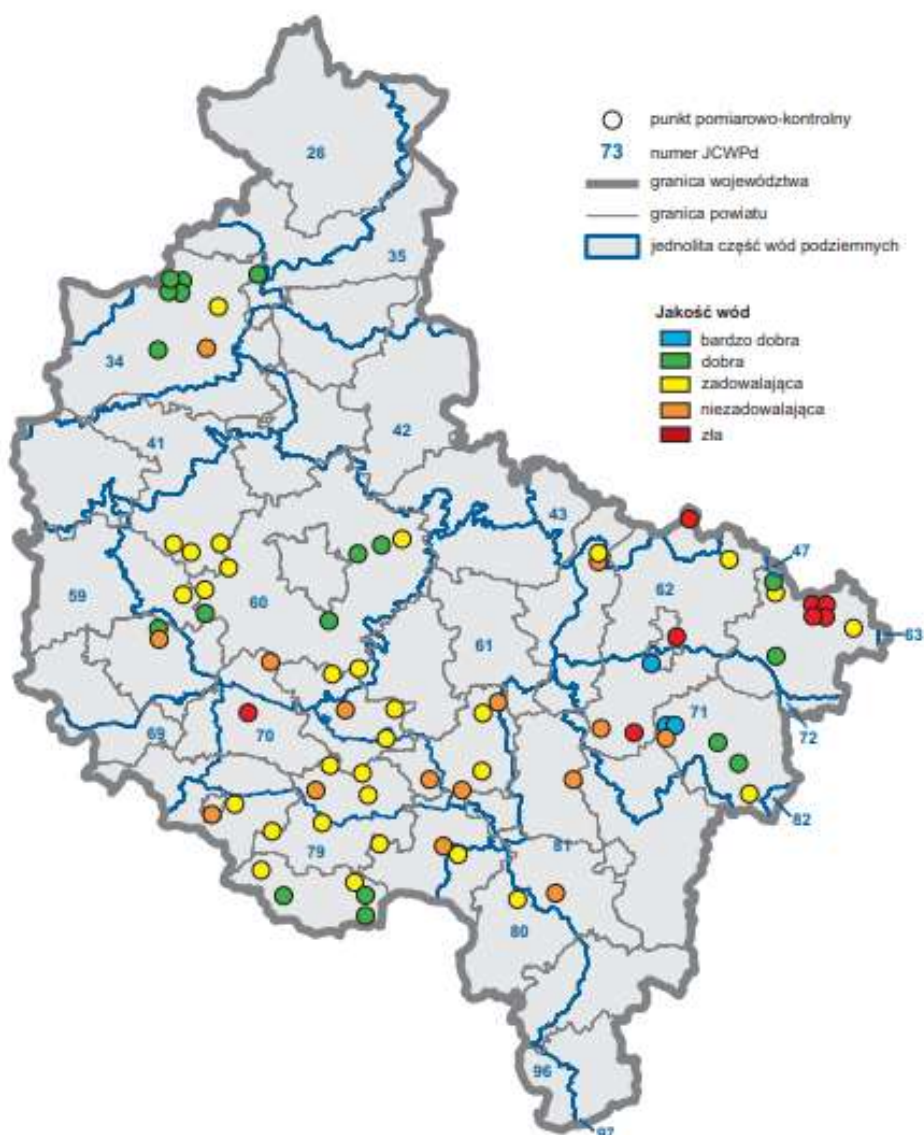 punkt pomiarowo-kontrolny
73 numer JCWPd
granica województwa
granica powiatu
jednolita część wód podziemnych
Jakość wód
bardzo dobra
dobra
zadowalająca
niezadowalająca
zła
26
35
34
41
42
43
47
59
60
62
63
61
69
70
71
72
82
79
81
80
96
97